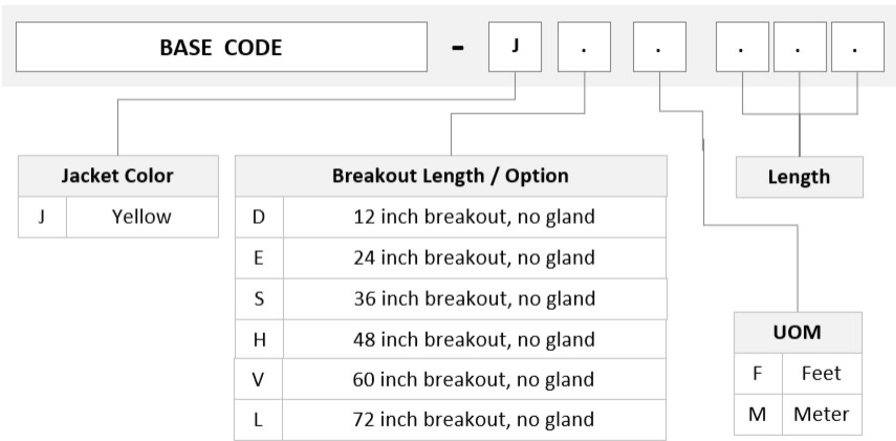 BASE CODE - J . . . . .
Jacket Color
J Yellow
Breakout Length / Option
D 12 inch breakout, no gland
E 24 inch breakout, no gland
S 36 inch breakout, no gland
H 48 inch breakout, no gland
V 60 inch breakout, no gland
L 72 inch breakout, no gland
Length
UOM
F Feet
M Meter